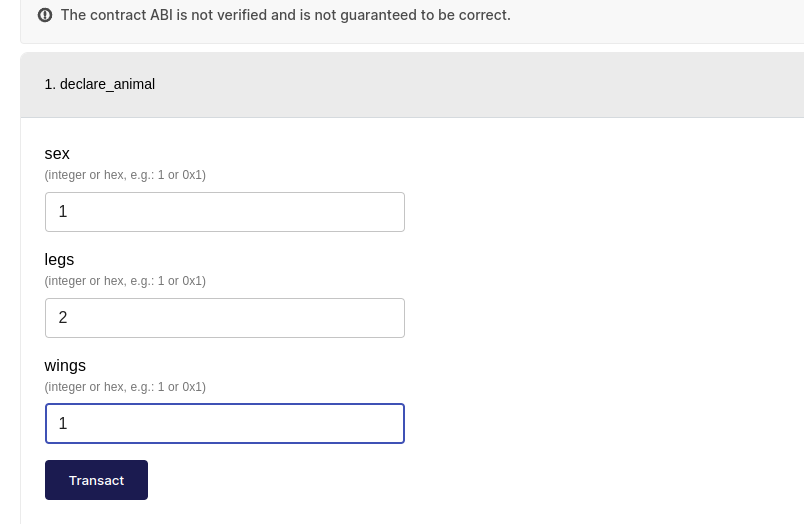 The contract ABI is not verified and is not guaranteed to be correct.
1. declare_animal
sex
(integer or hex, e.g.: 1 or 0x1)
1
legs
(integer or hex, e.g.: 1 or 0x1)
2
wings
(integer or hex, e.g.: 1 or 0x1)
1
Transact